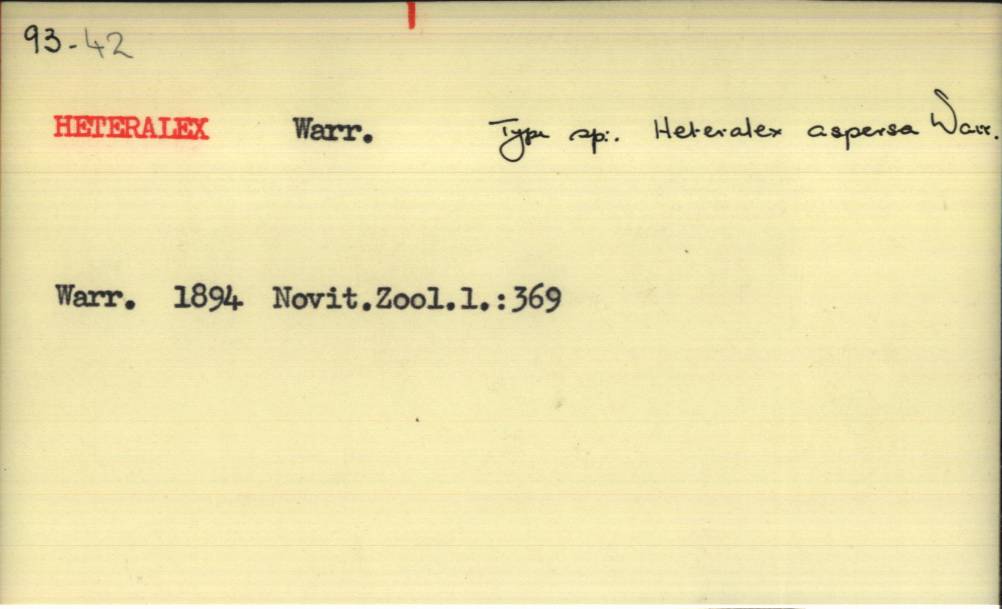 93-42
HETERALEX Warr. Type sp:. Heteralex aspersa Warr.
Warr. 1894 Novit.Zool.1.:369